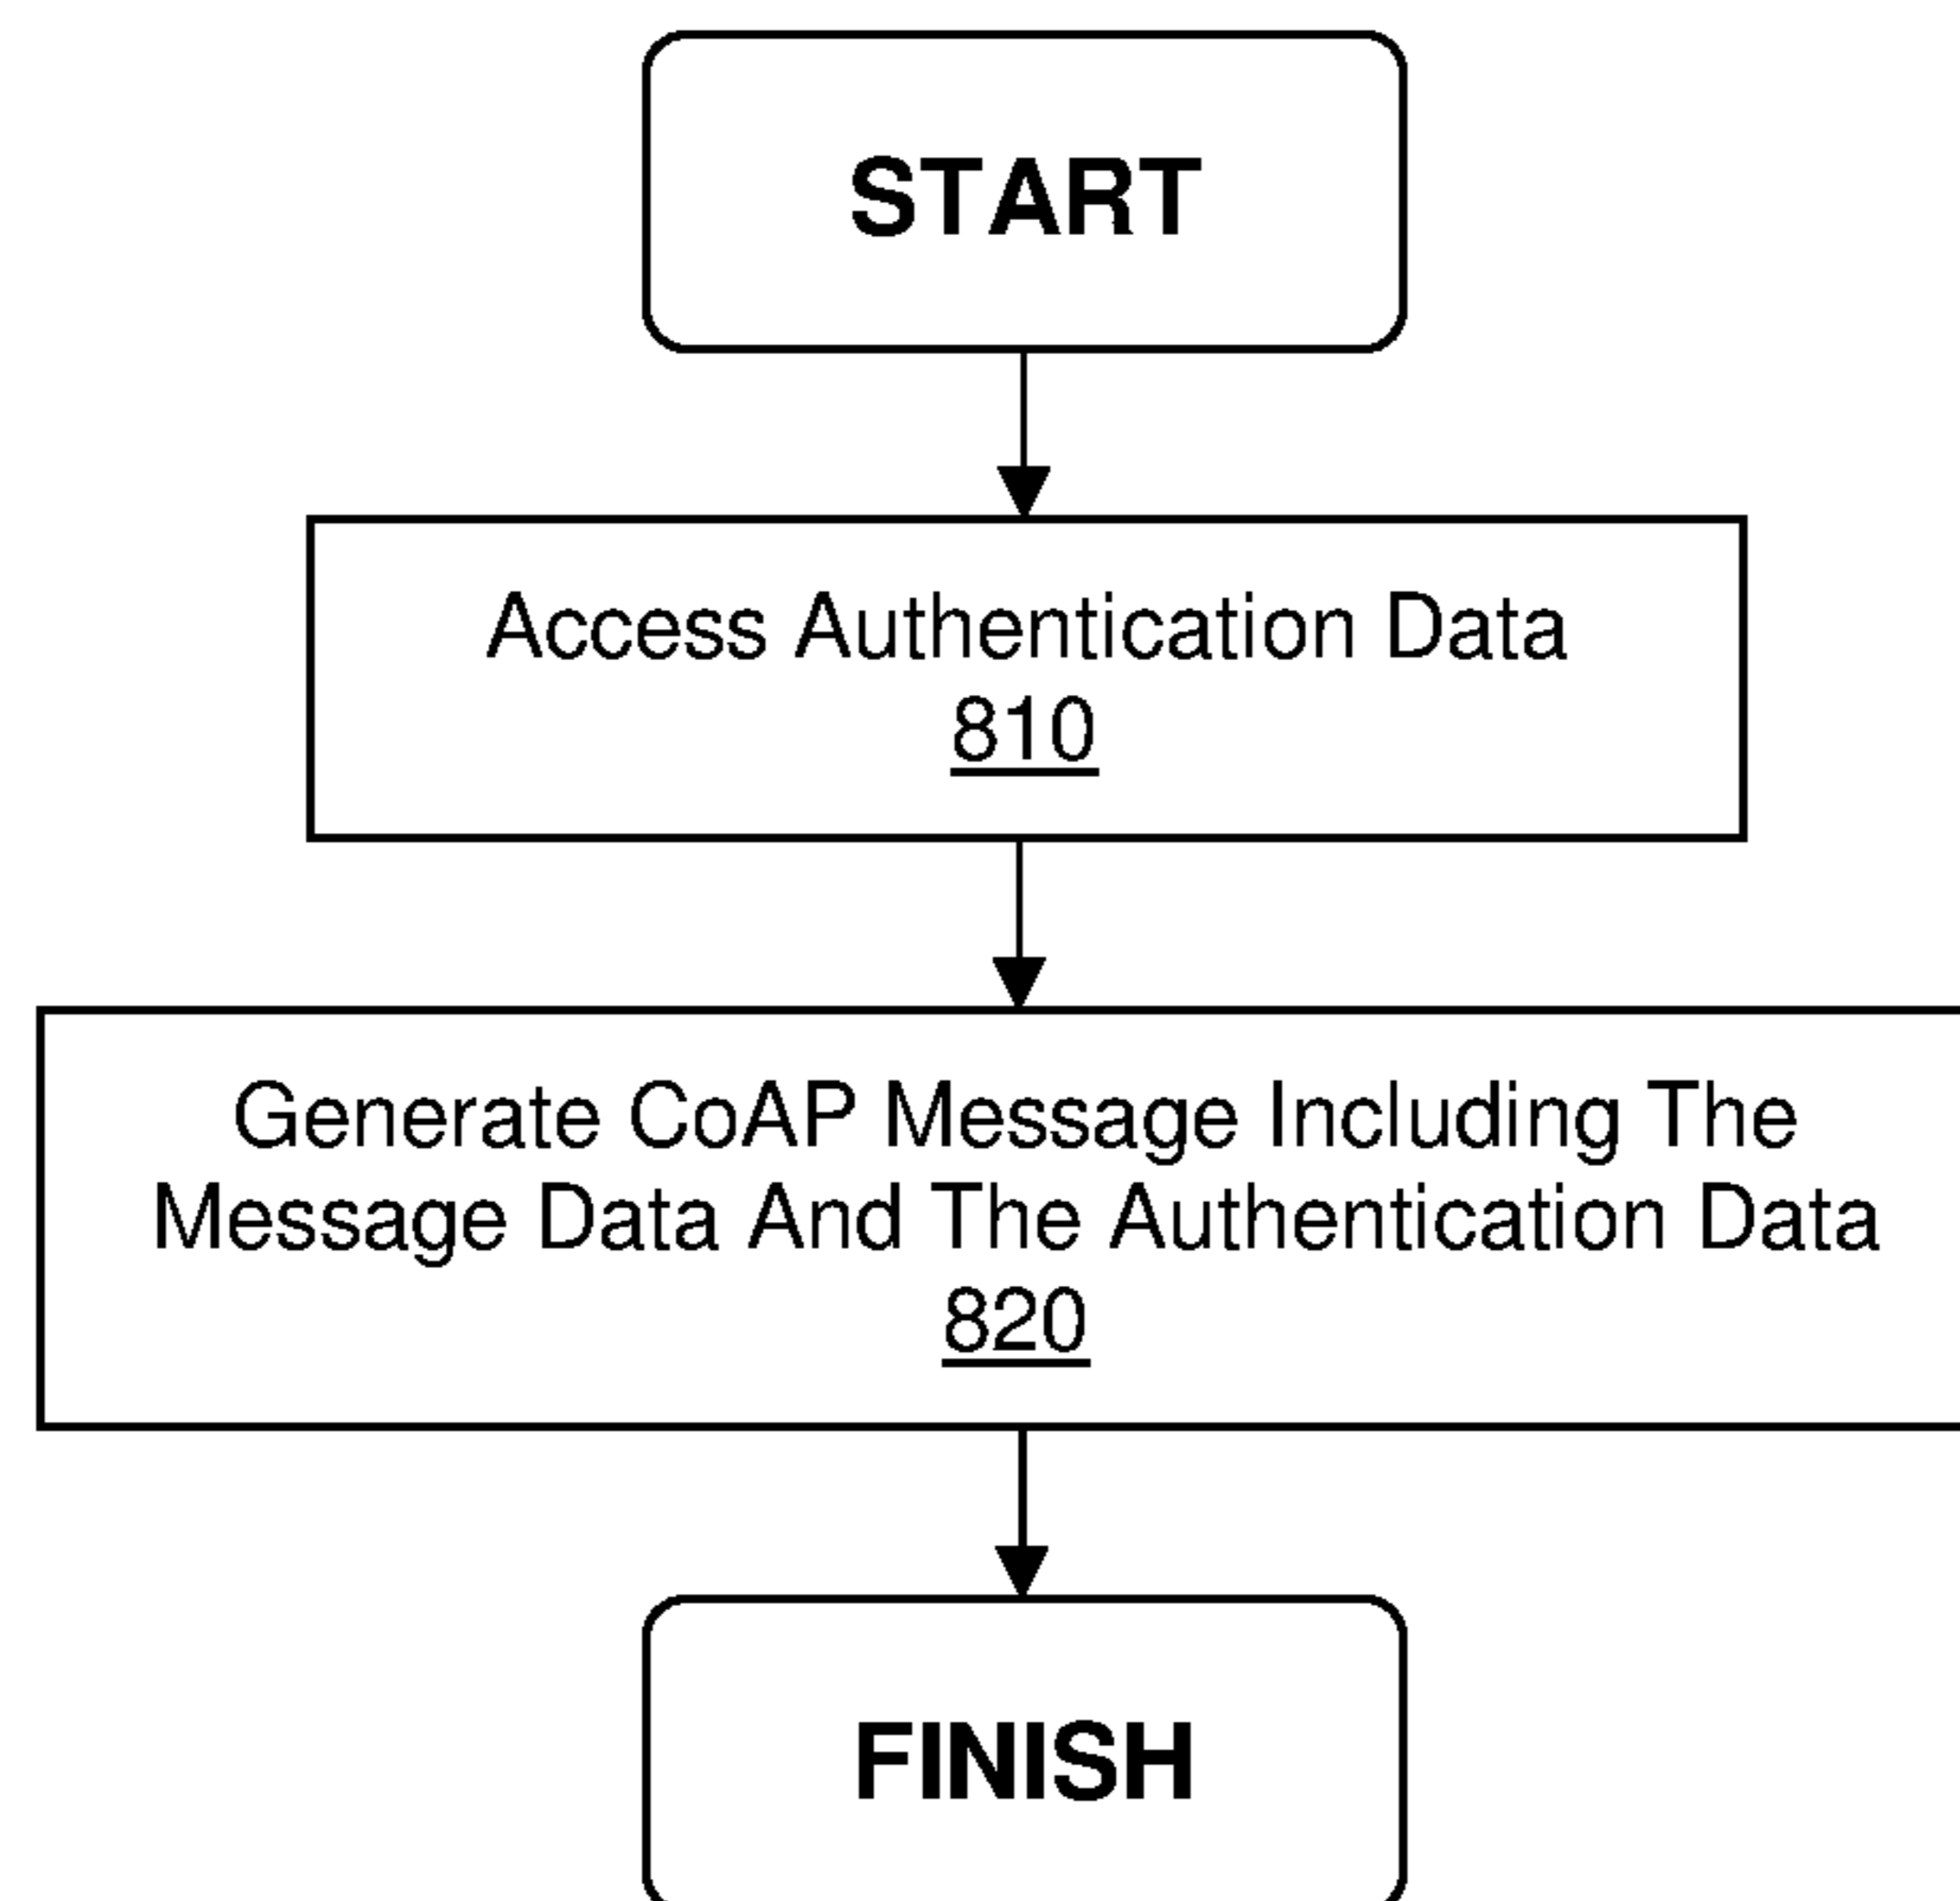 START
Access Authentication Data
810
Generate CoAP Message Including The
Message Data And The Authentication Data
820
FINISH